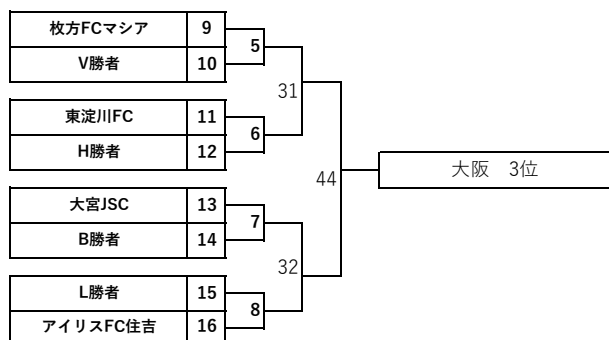 枚方FCマシア 9
5
V勝者 10
31
東淀川FC 11
6
H勝者 12
44
大阪　3位
大宮JSC 13
7
B勝者 14
32
L勝者 15
8
アイリスFC住吉 16